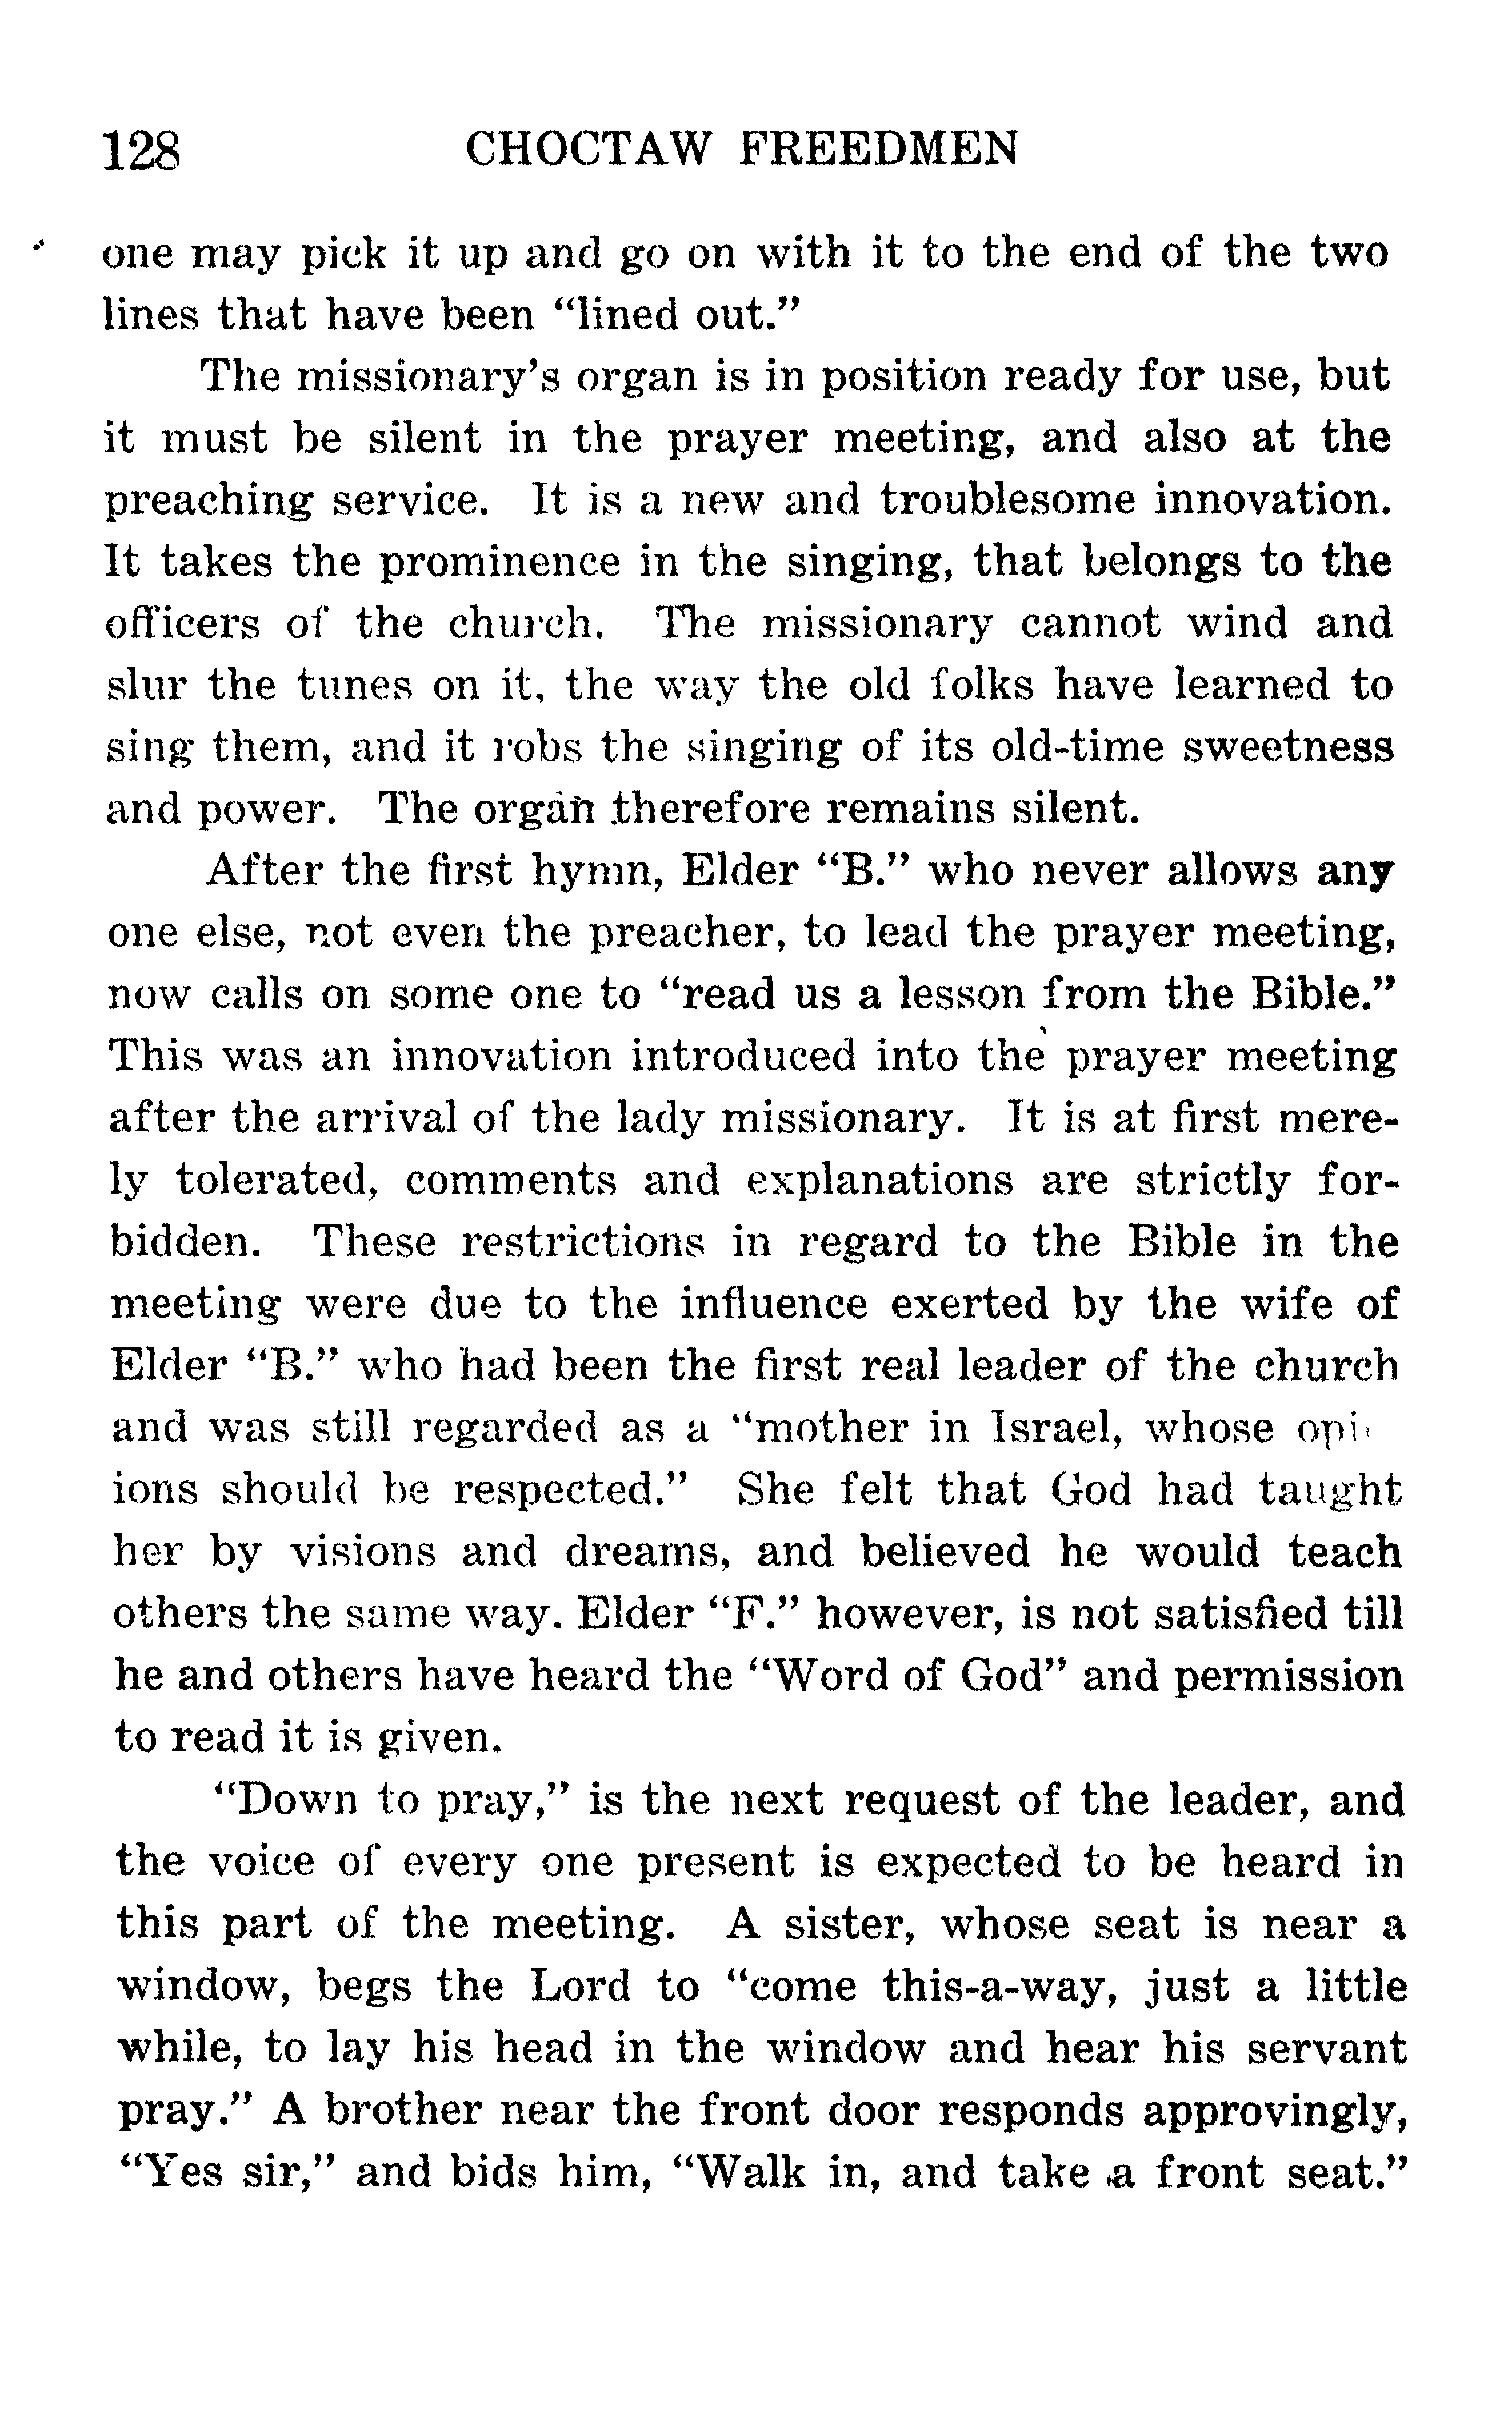 128 CHOCTAW FREEDMEN
one may pick it up and go on with it to the end of the two
lines that have been "lined out."
The missionary's organ is in position ready for use, but
it must be silent in the prayer meeting, and also at the
preaching service. It is a new and troublesome innovation.
It takes the prominence in the singing, that belongs to the
officers of the church. The missionary cannot wind and
slur the tunes on it, the way the old folks have learned to
sing them, and it robs the singing of its old-time sweetness
and power. The organ therefore remains silent.
After the first hymn, Elder "B." who never allows any
one else, not even the preacher, to lead the prayer meeting,
now calls on some one to "read us a lesson from the Bible."
This was an innovation introduced into the prayer meeting
after the arrival of the lady missionary. It is at first mere-
ly tolerated, comments and explanations are strictly for-
bidden. These restrictions in regard to the Bible in the
meeting were due to the influence exerted by the wife of
Elder "B." who had been the first real leader of the church
and was still regarded as a "mother in Israel, whose
ions should be respected." She felt that God had taught
her by visions and dreams, and believed he would teach
others the same way. Elder "F." however, is not satisfied till
he and others have heard the "Word of God" and permission
to read it is given.
"Down to pray," is the next request of the leader, and
the voice of every one present is expected to be heard in
this part of the meeting. A sister, whose seat is near a
window, begs the Lord to "come this-a-way, just a little
while, to lay his head in the window and hear his servant
pray." A brother near the front door responds approvingly,
"Yes sir," and bids him, "Walk in, and take a front seat."